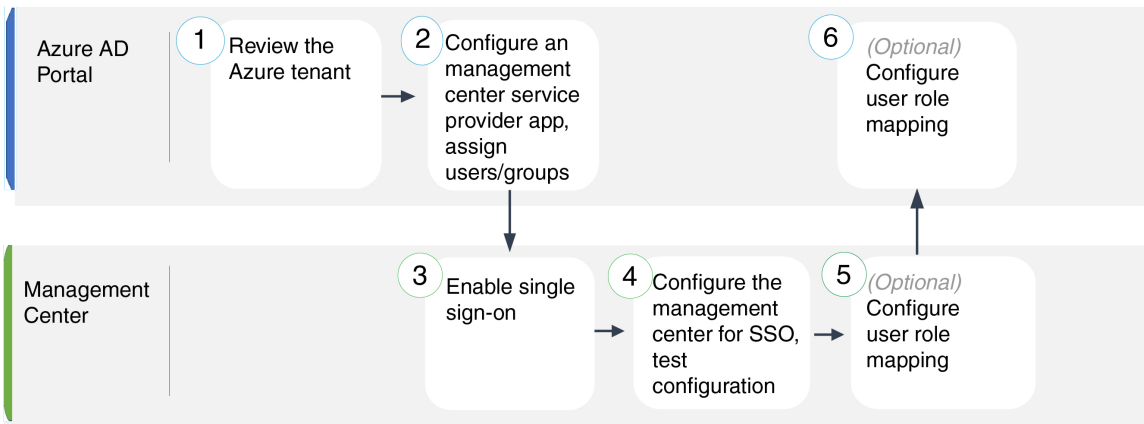 Azure AD
Portal
1
Review the
Azure tenant
2
Configure an
management
center service
provider app,
assign
users/groups
6
(Optional)
Configure
user role
mapping
Management
Center
3
Enable single
sign-on
4
Configure the
management
center for SSO,
test
configuration
5
(Optional)
Configure
user role
mapping